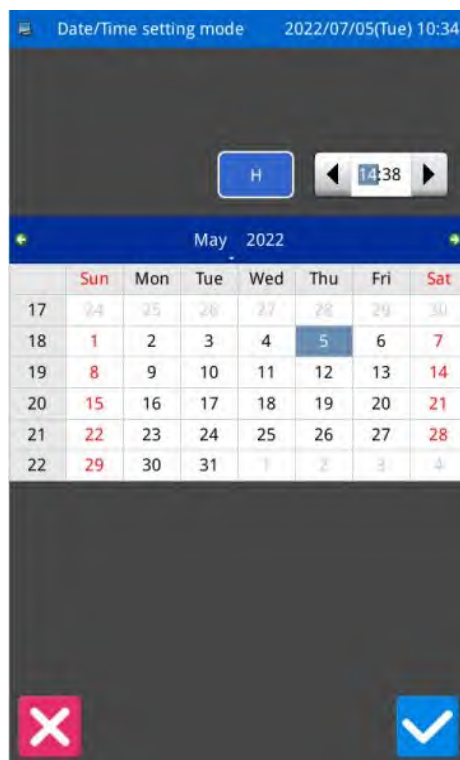 Date/Time setting mode 2022/07/05(Tue) 10:34
H 14:38
May 2022
Sun Mon Tue Wed Thu Fri Sat
17 24 25 26 27 28 29 30
18 1 2 3 4 5 6 7
19 8 9 10 11 12 13 14
20 15 16 17 18 19 20 21
21 22 23 24 25 26 27 28
22 29 30 31 1 2 3 4